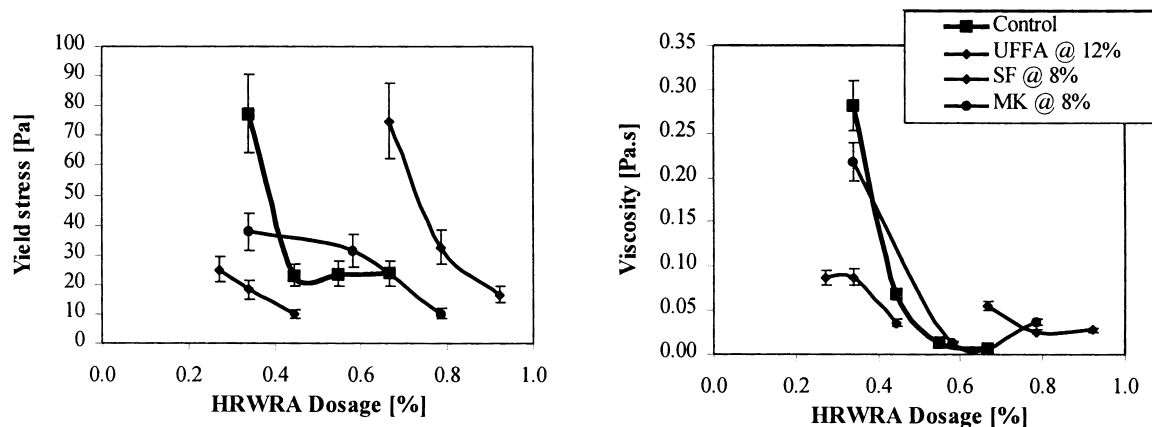 Yield stress [Pa]
100
90
80
70
60
50
40
30
20
10
0
0.0 0.2 0.4 0.6 0.8 1.0
HRWRA Dosage [%]
Control
UFFA @ 12%
SF @ 8%
MK @ 8%
Viscosity [Pa.s]
0.35
0.30
0.25
0.20
0.15
0.10
0.05
0.00
0.0 0.2 0.4 0.6 0.8 1.0
HRWRA Dosage [%]